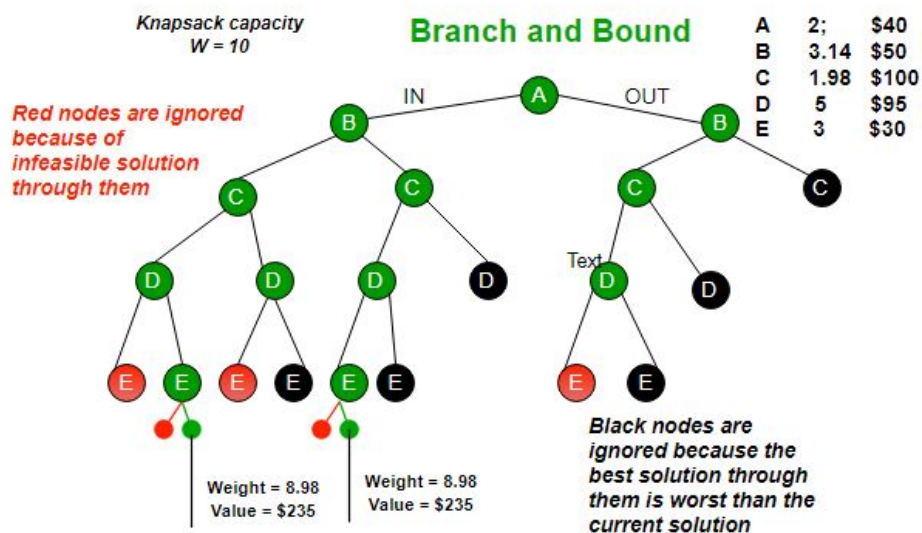 Knapsack capacity
W = 10
Branch and Bound
A 2; $40
B 3.14 $50
C 1.98 $100
D 5 $95
E 3 $30
Red nodes are ignored
because of
infeasible solution
through them
IN
OUT
A
B
B
C
C
C
C
Text
D
D
D
D
D
D
E
E
E
E
E
E
E
E
Weight = 8.98
Value = $235
Weight = 8.98
Value = $235
Black nodes are
ignored because the
best solution through
them is worst than the
current solution